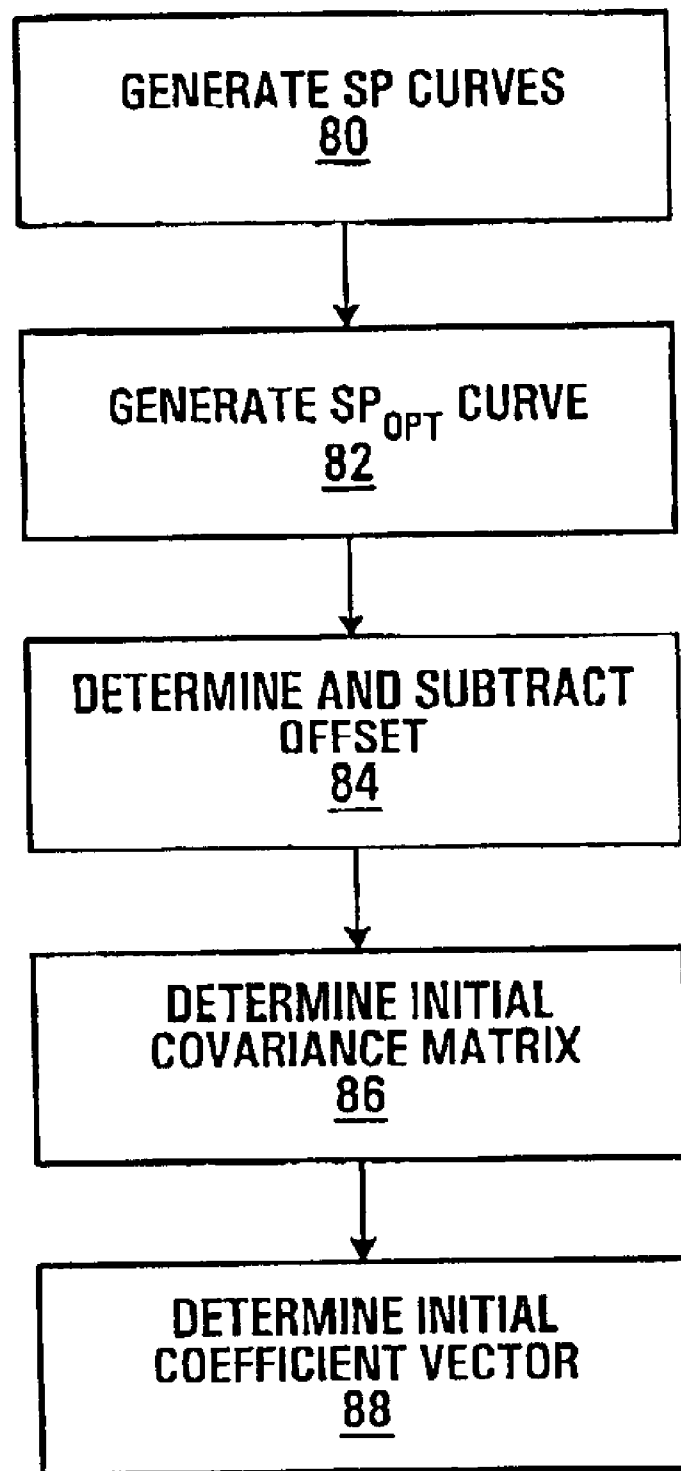 GENERATE SP CURVES
80
GENERATE SP_OPT CURVE
82
DETERMINE AND SUBTRACT
OFFSET
84
DETERMINE INITIAL
COVARIANCE MATRIX
86
DETERMINE INITIAL
COEFFICIENT VECTOR
88